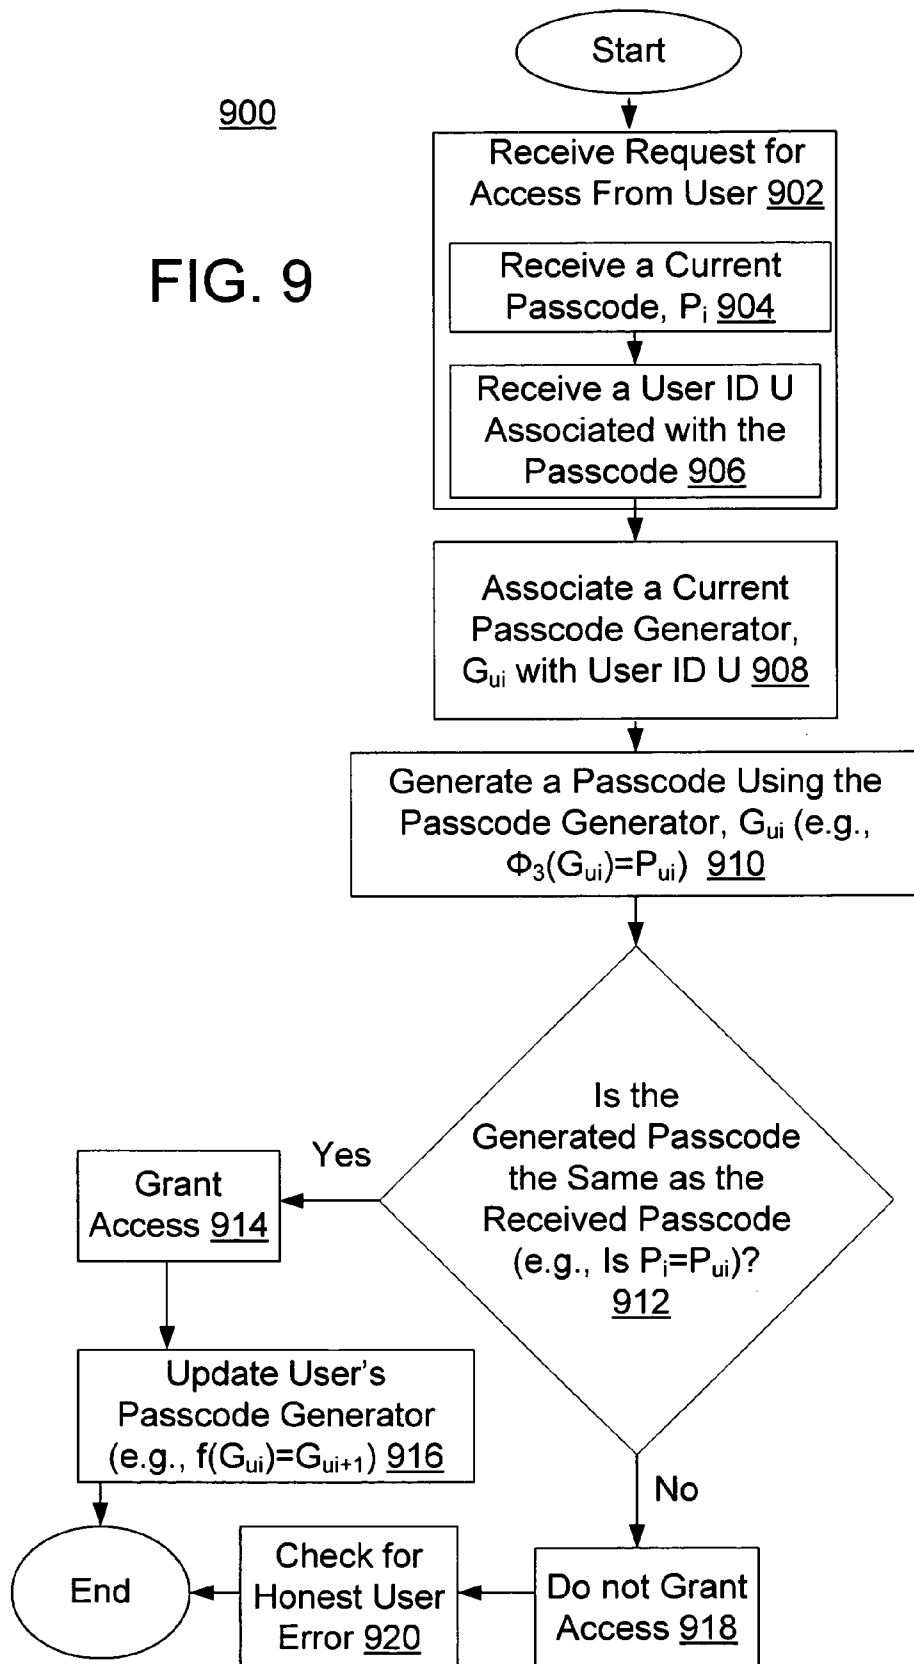 Start
900
FIG. 9
Receive Request for
Access From User 902
Receive a Current
Passcode, Pi 904
Receive a User ID U
Associated with the
Passcode 906
Associate a Current
Passcode Generator,
Gui with User ID U 908
Generate a Passcode Using the
Passcode Generator, Gui (e.g.,
Φ3(Gui)=Pui) 910
Is the
Generated Passcode
the Same as the
Received Passcode
(e.g., Is Pi=Pui)?
912
Yes
Grant
Access 914
Update User's
Passcode Generator
(e.g., f(Gui)=Gui+1) 916
No
Do not Grant
Access 918
Check for
Honest User
Error 920
End